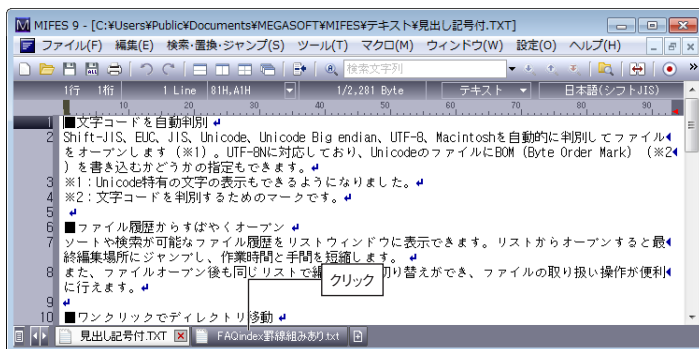 MIFES 9 - [C:¥Users¥Public¥Documents¥MEGASOFT¥MIFES¥テキスト¥見出し記号付.TXT]
ファイル(F) 編集(E) 検索・置換・ジャンプ(S) ツール(T) マクロ(M) ウィンドウ(W) 設定(O) ヘルプ(H)
検索文字列
1行 1桁 1 Line 81H,A1H 1/2,281 Byte テキスト 日本語(シフトJIS)
10 20 30 40 50 60 70 80 90
1 ■文字コードを自動判別
2 Shift-JIS, EUC, JIS, Unicode, Unicode Big endian, UTF-8, Macintoshを自動的に判別してファイル
をオープンします（※1）。UTF-8Nに対応しており、UnicodeのファイルにBOM (Byte Order Mark) （※2
）を書き込むかどうかの指定もできます。
3 ※1：Unicode特有の文字の表示もできるようになりました。
4 ※2：文字コードを判別するためのマークです。
5
6 ■ファイル履歴からすばやくオープン
7 ソートや検索が可能なファイル履歴をリストウィンドウに表示できます。リストからオープンすると最
終編集場所にジャンプし、作業時間と手間を短縮します。
8 また、ファイルオープン後も同じリストで編 切り替えができ、ファイルの取り扱い操作が便利
に行えます。
クリック
9
10 ■ワンクリックでディレクトリ移動
見出し記号付.TXT FAQindex罫線組みあり.txt